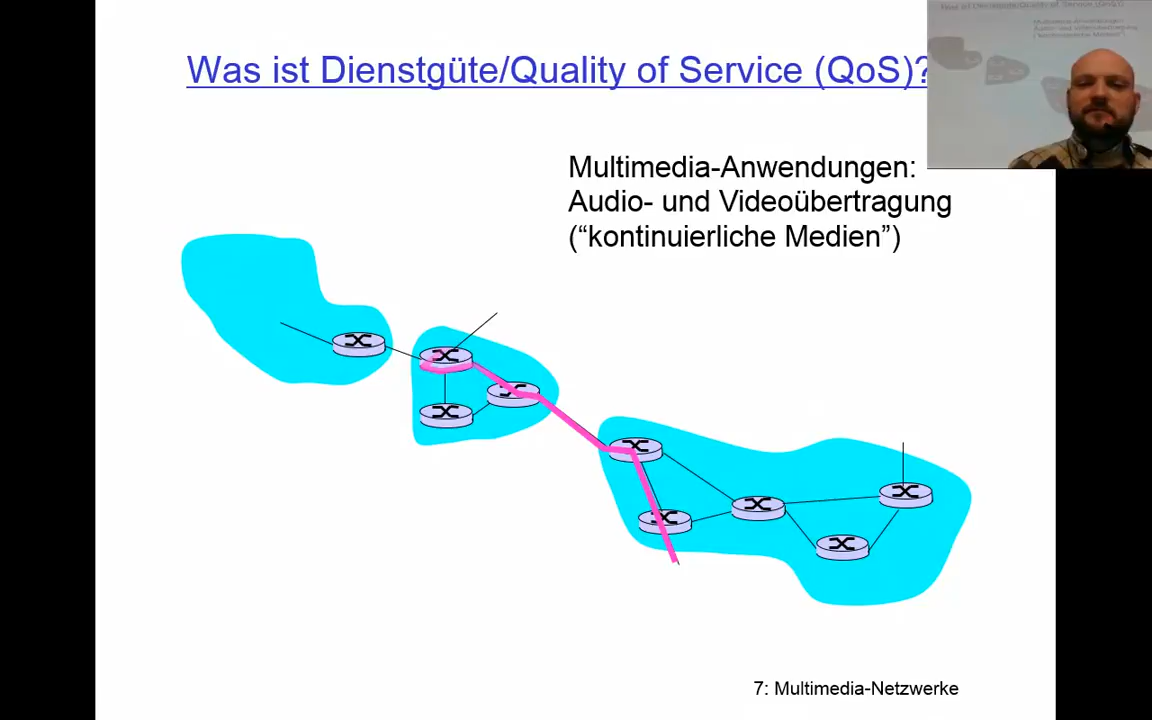 Was ist Dienstgüte/Quality of Service (QoS)?
Multimedia-Anwendungen:
Audio- und Videoübertragung
(“kontinuierliche Medien”)
7: Multimedia-Netzwerke